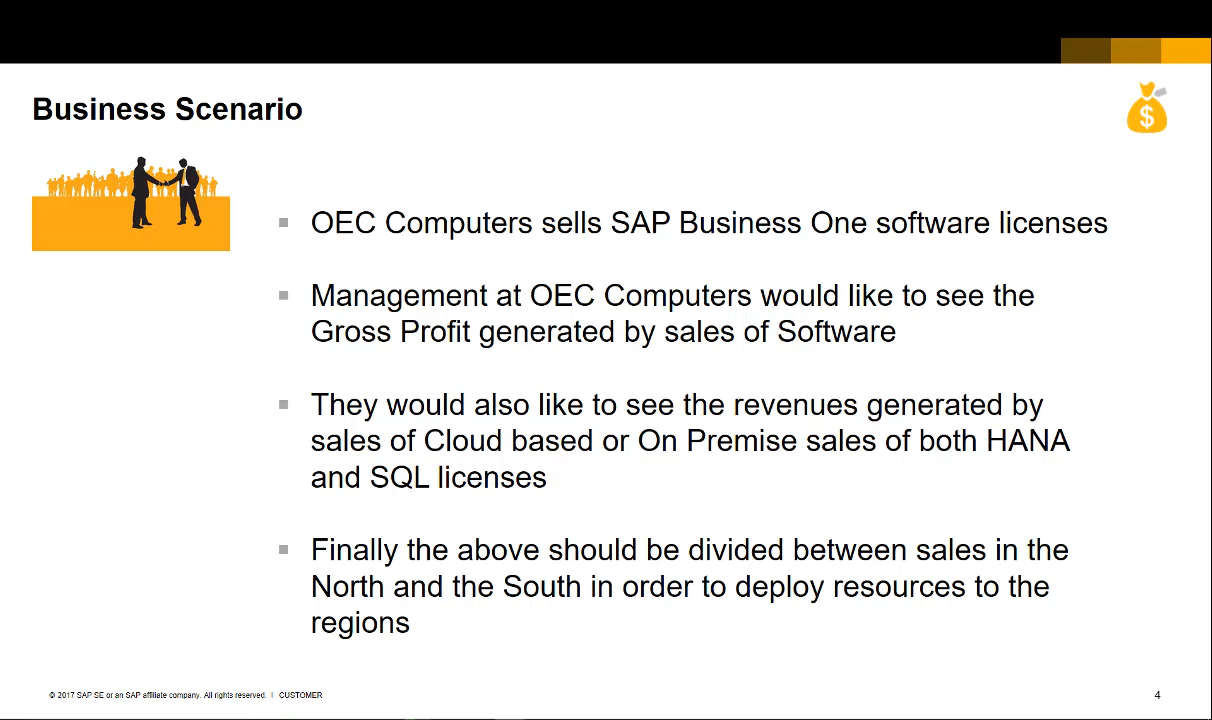 Business Scenario
$
▪ OEC Computers sells SAP Business One software licenses
▪ Management at OEC Computers would like to see the
Gross Profit generated by sales of Software
▪ They would also like to see the revenues generated by
sales of Cloud based or On Premise sales of both HANA
and SQL licenses
▪ Finally the above should be divided between sales in the
North and the South in order to deploy resources to the
regions
© 2017 SAP SE or an SAP affiliate company. All rights reserved. | CUSTOMER
4